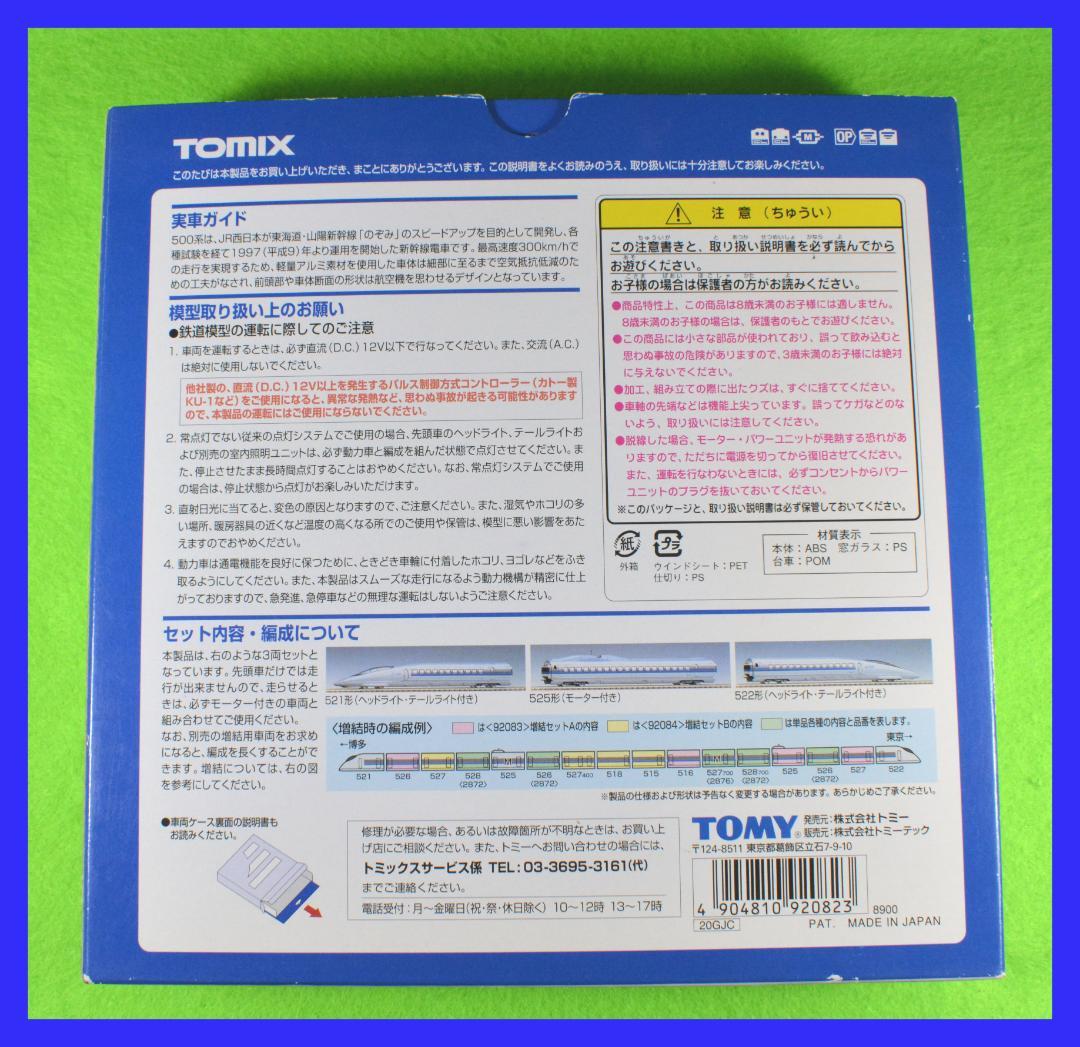 TOMIX
OP
このたびは本製品をお買い上げいただき、まことにありがとうございます。この説明書をよくお読みのうえ、取り扱いには十分注意してお楽しみください。
実車ガイド
500系は、JR西日本が東海道・山陽新幹線「のぞみ」のスピードアップを目的として開発し、各
種試験を経て1997(平成9)年より運用を開始した新幹線電車です。最高速度300km/hで
の走行を実現するため、軽量アルミ素材を使用した車体は細部に至るまで空気抵抗低減のた
めの工夫がなされ、前頭部や車体断面の形状は航空機を思わせるデザインとなっています。
模型取り扱い上のお願い
●鉄道模型の運転に際してのご注意
1. 車両を運転するときは、必ず直流(D.C.)12V以下で行なってください。また、交流(A.C.)
は絶対に使用しないでください。
他社製の、直流(D.C.)12V以上を発生するパルス制御方式コントローラー(カトー製
KU-1など)をご使用になると、異常な発熱など、思わぬ事故が起きる可能性があります
ので、本製品の運転にはご使用にならないでください。
2. 常点灯でない従来の点灯システムでご使用の場合、先頭車のヘッドライト、テールライトお
よび別売の室内照明ユニットは、必ず動力車と編成を組んだ状態で点灯させてください。ま
た、停止させたまま長時間点灯することはおやめください。なお、常点灯システムでご使用
の場合は、停止状態から点灯がお楽しみいただけます。
3. 直射日光に当てると、変色の原因となりますので、ご注意ください。また、湿気やホコリの多
い場所、暖房器具の近くなど温度の高くなる所でのご使用や保管は、模型に悪い影響をあた
えますのでおやめください。
4. 動力車は通電機能を良好に保つために、ときどき車輪に付着したホコリ、ヨゴレなどをふき
取るようにしてください。また、本製品はスムーズな走行になるよう動力機構が精密に仕上
がっておりますので、急発進、急停車などの無理な運転はしないようご注意ください。
注意(ちゅうい)
この注意書きと、取り扱い説明書を必ず読んでから
お遊びください。
お子様の場合は保護者の方がお読みください。
●商品特性上、この商品は8歳未満のお子様には適しません。
8歳未満のお子様の場合は、保護者のもとでお遊びください。
●この商品には小さな部品が使われており、誤って飲み込むと
思わぬ事故の危険がありますので、3歳未満のお子様には絶対
に与えないでください。
●加工、組み立ての際に出たクズは、すぐに捨ててください。
●車軸の先端などは機能上尖っています。誤ってケガなどのな
いよう、取り扱いには注意してください。
●脱線した場合、モーター・パワーユニットが発熱する恐れがあ
りますので、ただちに電源を切ってから復旧させてください。
また、運転を行なわないときには、必ずコンセントからパワー
ユニットのプラグを抜いておいてください。
※このパッケージと、取り扱い説明書は必ず保管しておいてください。
紙
外箱
プラ
ウインドシート:PET
仕切り:PS
材質表示
本体:ABS 窓ガラス:PS
台車:POM
セット内容・編成について
本製品は、右のような3両セットと
なっています。先頭車だけでは走
行が出来ませんので、走らせると
きは、必ずモーター付きの車両と
組み合わせてご使用ください。
なお、別売の増結用車両をお求め
になると、編成を長くすることがで
きます。増結については、右の図
を参考にしてください。
521形(ヘッドライト・テールライト付き)
525形(モーター付き)
522形(ヘッドライト・テールライト付き)
〈増結時の編成例〉
は<92083>増結セットAの内容
は<92084>増結セットBの内容
は単品各種の内容と品番を表します。
←博多
東京→
521 526 527 528 525 526 527400 518 515 516 527700 528700 525 526 527 522
(2872) (2872) (2876) (2872) (2872)
※製品の仕様および形状は予告なく変更する場合があります。あらかじめご了承ください。
●車両ケース裏面の説明書も
お読みください。
修理が必要な場合、あるいは故障箇所が不明なときは、お買い上
げ店にご相談ください。また、トミーへお問い合わせの場合には、
トミックスサービス係 TEL:03-3695-3161(代)
までご連絡ください。
電話受付:月〜金曜日(祝・祭・休日除く) 10〜12時 13〜17時
TOMY®
発売元:株式会社トミー
販売元:株式会社トミーテック
〒124-8511 東京都葛飾区立石7-9-10
4 904810 920823
8900
20GJC
PAT. MADE IN JAPAN